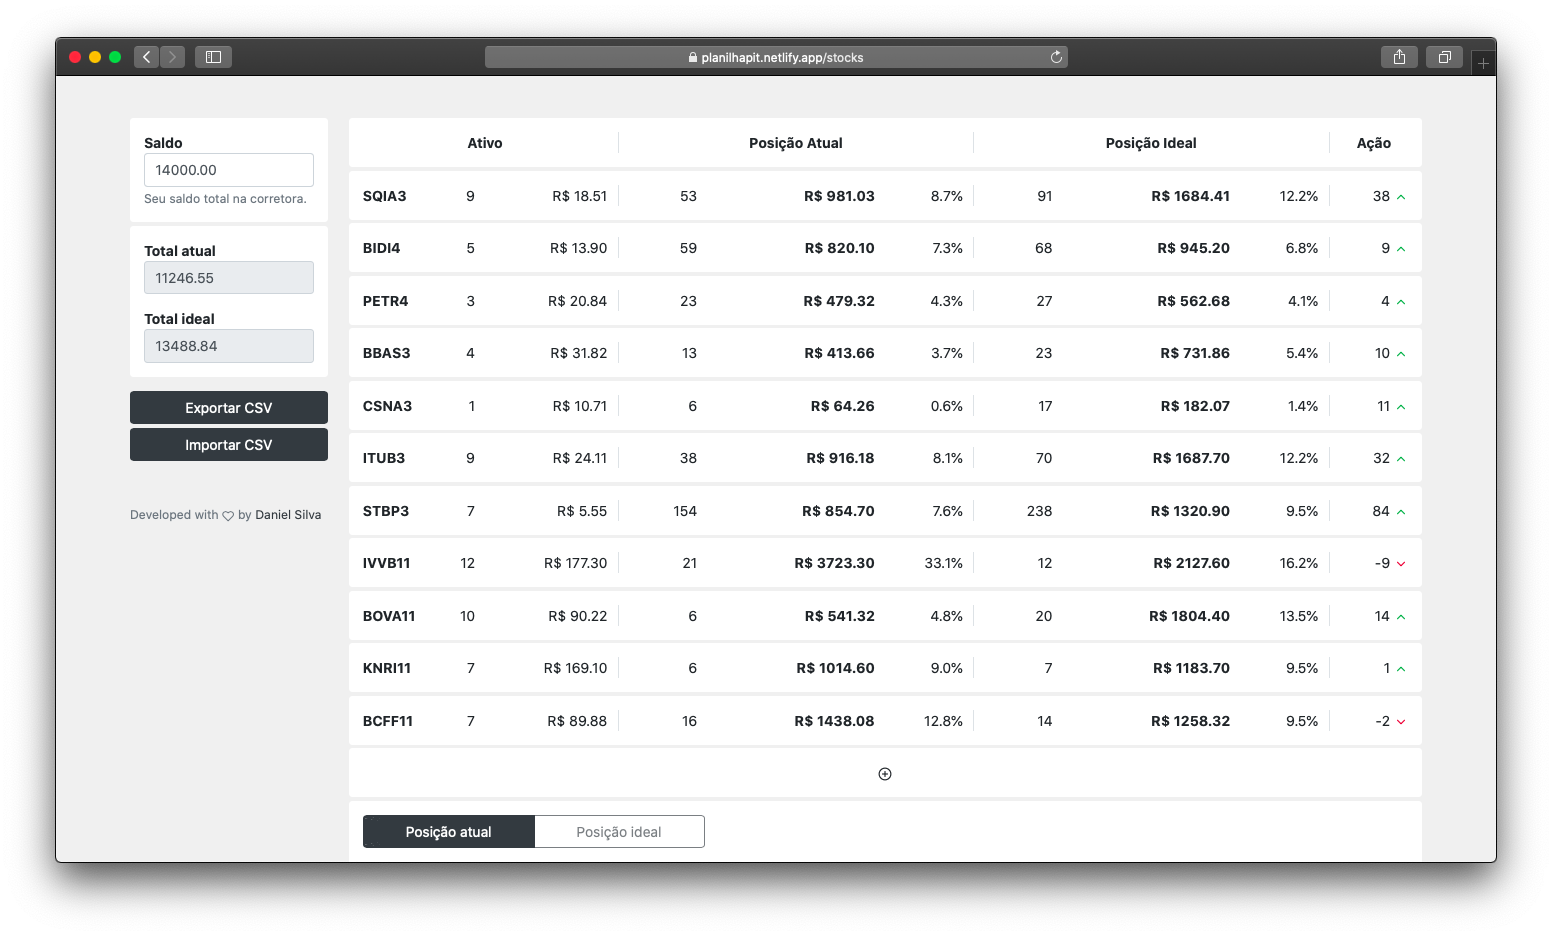 planilhapit.netlify.app/stocks
Saldo
14000.00
Seu saldo total na corretora.
Total atual
11246.55
Total ideal
13488.84
Exportar CSV
Importar CSV
Developed with by Daniel Silva
Ativo Posição Atual Posição Ideal Ação
SQIA3 9 R$ 18.51 53 R$ 981.03 8.7% 91 R$ 1684.41 12.2% 38
BIDI4 5 R$ 13.90 59 R$ 820.10 7.3% 68 R$ 945.20 6.8% 9
PETR4 3 R$ 20.84 23 R$ 479.32 4.3% 27 R$ 562.68 4.1% 4
BBAS3 4 R$ 31.82 13 R$ 413.66 3.7% 23 R$ 731.86 5.4% 10
CSNA3 1 R$ 10.71 6 R$ 64.26 0.6% 17 R$ 182.07 1.4% 11
ITUB3 9 R$ 24.11 38 R$ 916.18 8.1% 70 R$ 1687.70 12.2% 32
STBP3 7 R$ 5.55 154 R$ 854.70 7.6% 238 R$ 1320.90 9.5% 84
IVVB11 12 R$ 177.30 21 R$ 3723.30 33.1% 12 R$ 2127.60 16.2% -9
BOVA11 10 R$ 90.22 6 R$ 541.32 4.8% 20 R$ 1804.40 13.5% 14
KNRI11 7 R$ 169.10 6 R$ 1014.60 9.0% 7 R$ 1183.70 9.5% 1
BCFF11 7 R$ 89.88 16 R$ 1438.08 12.8% 14 R$ 1258.32 9.5% -2
Posição atual Posição ideal